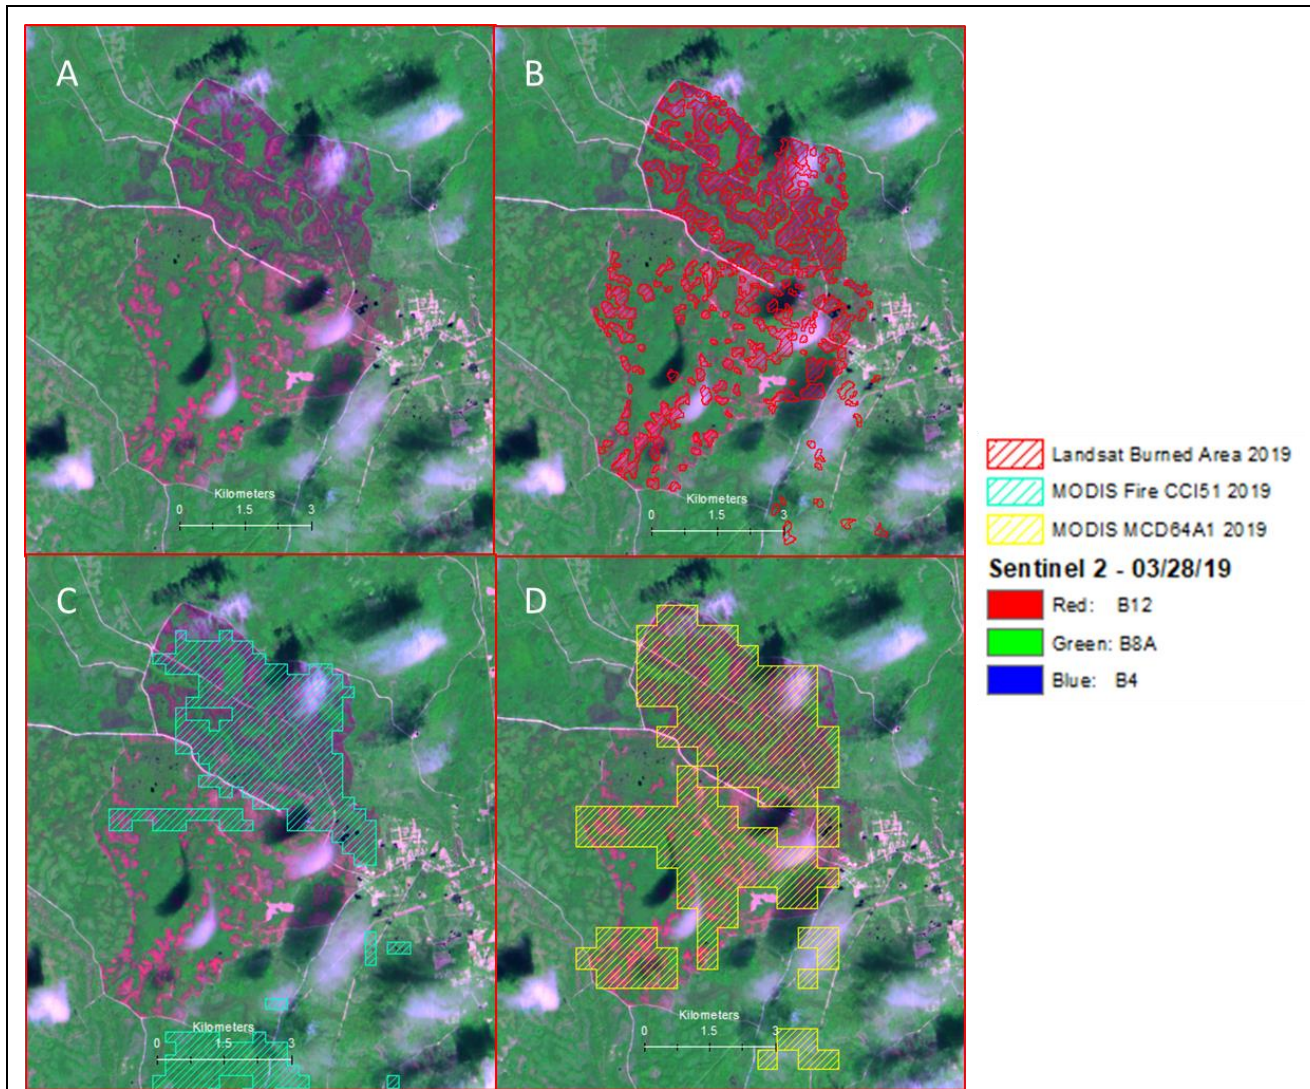 A
B
Kilometers
0 1.5 3
Kilometers
0 1.5 3
C
D
Kilometers
0 1.5 3
Kilometers
0 1.5 3
Landsat Burned Area 2019
MODIS Fire CCI51 2019
MODIS MCD64A1 2019
Sentinel 2 - 03/28/19
Red: B12
Green: B8A
Blue: B4